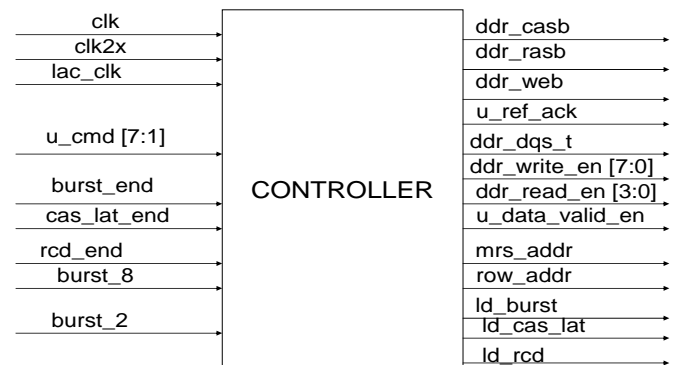 clk
clk2x
lac_clk
u_cmd [7:1]
burst_end
cas_lat_end
rcd_end
burst_8
burst_2
CONTROLLER
ddr_casb
ddr_rasb
ddr_web
u_ref_ack
ddr_dqs_t
ddr_write_en [7:0]
ddr_read_en [3:0]
u_data_valid_en
mrs_addr
row_addr
ld_burst
ld_cas_lat
ld_rcd